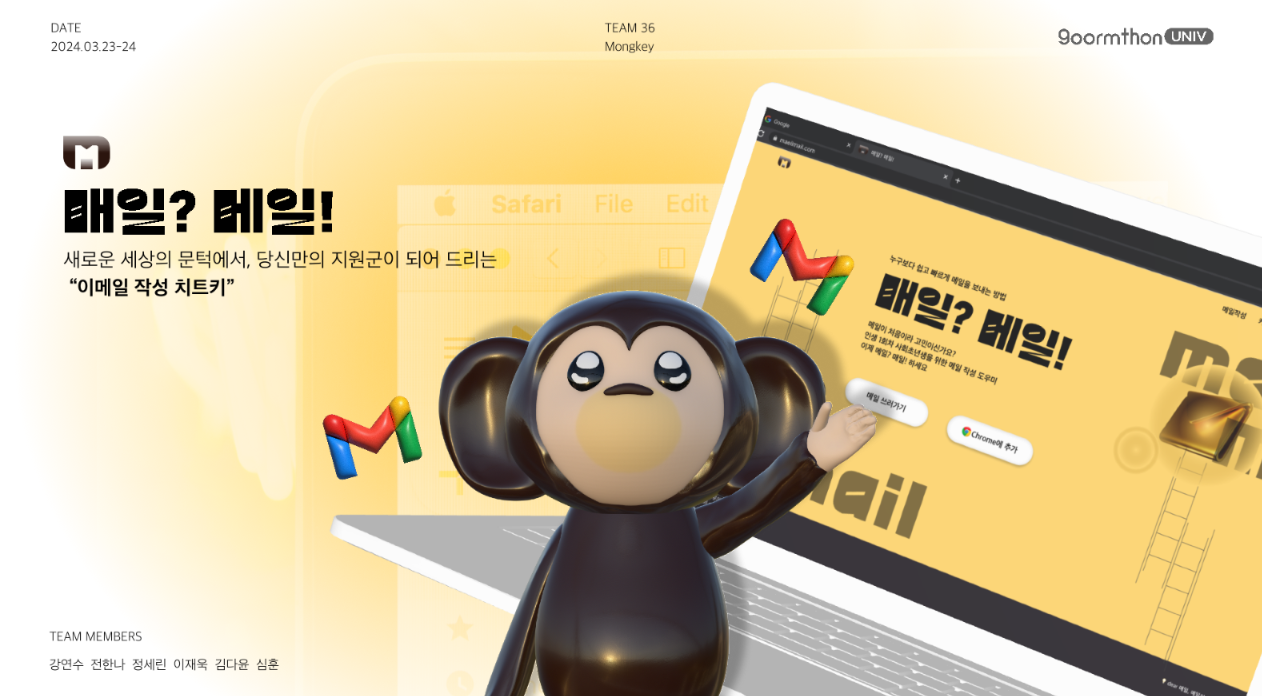 DATE
2024.03.23-24
TEAM 36
Mongkey
goormthon UNIV
M
매일? 메일!
새로운 세상의 문턱에서, 당신만의 지원군이 되어 드리는
“이메일 작성 치트키”
Safari File Edit
Google
매일? 메일!
누구보다 쉽고 빠르게 메일을 보내는 방법
매일? 메일!
메일이 처음이라 고민이신가요?
인생 1회차 사회초년생을 위한 메일 작성 도우미
이제 매일? 메일! 하세요
메일 쓰러가기
Chrome에 추가
메일작성
ma
mail
TEAM MEMBERS
강연수 전한나 정세린 이재욱 김다윤 심훈